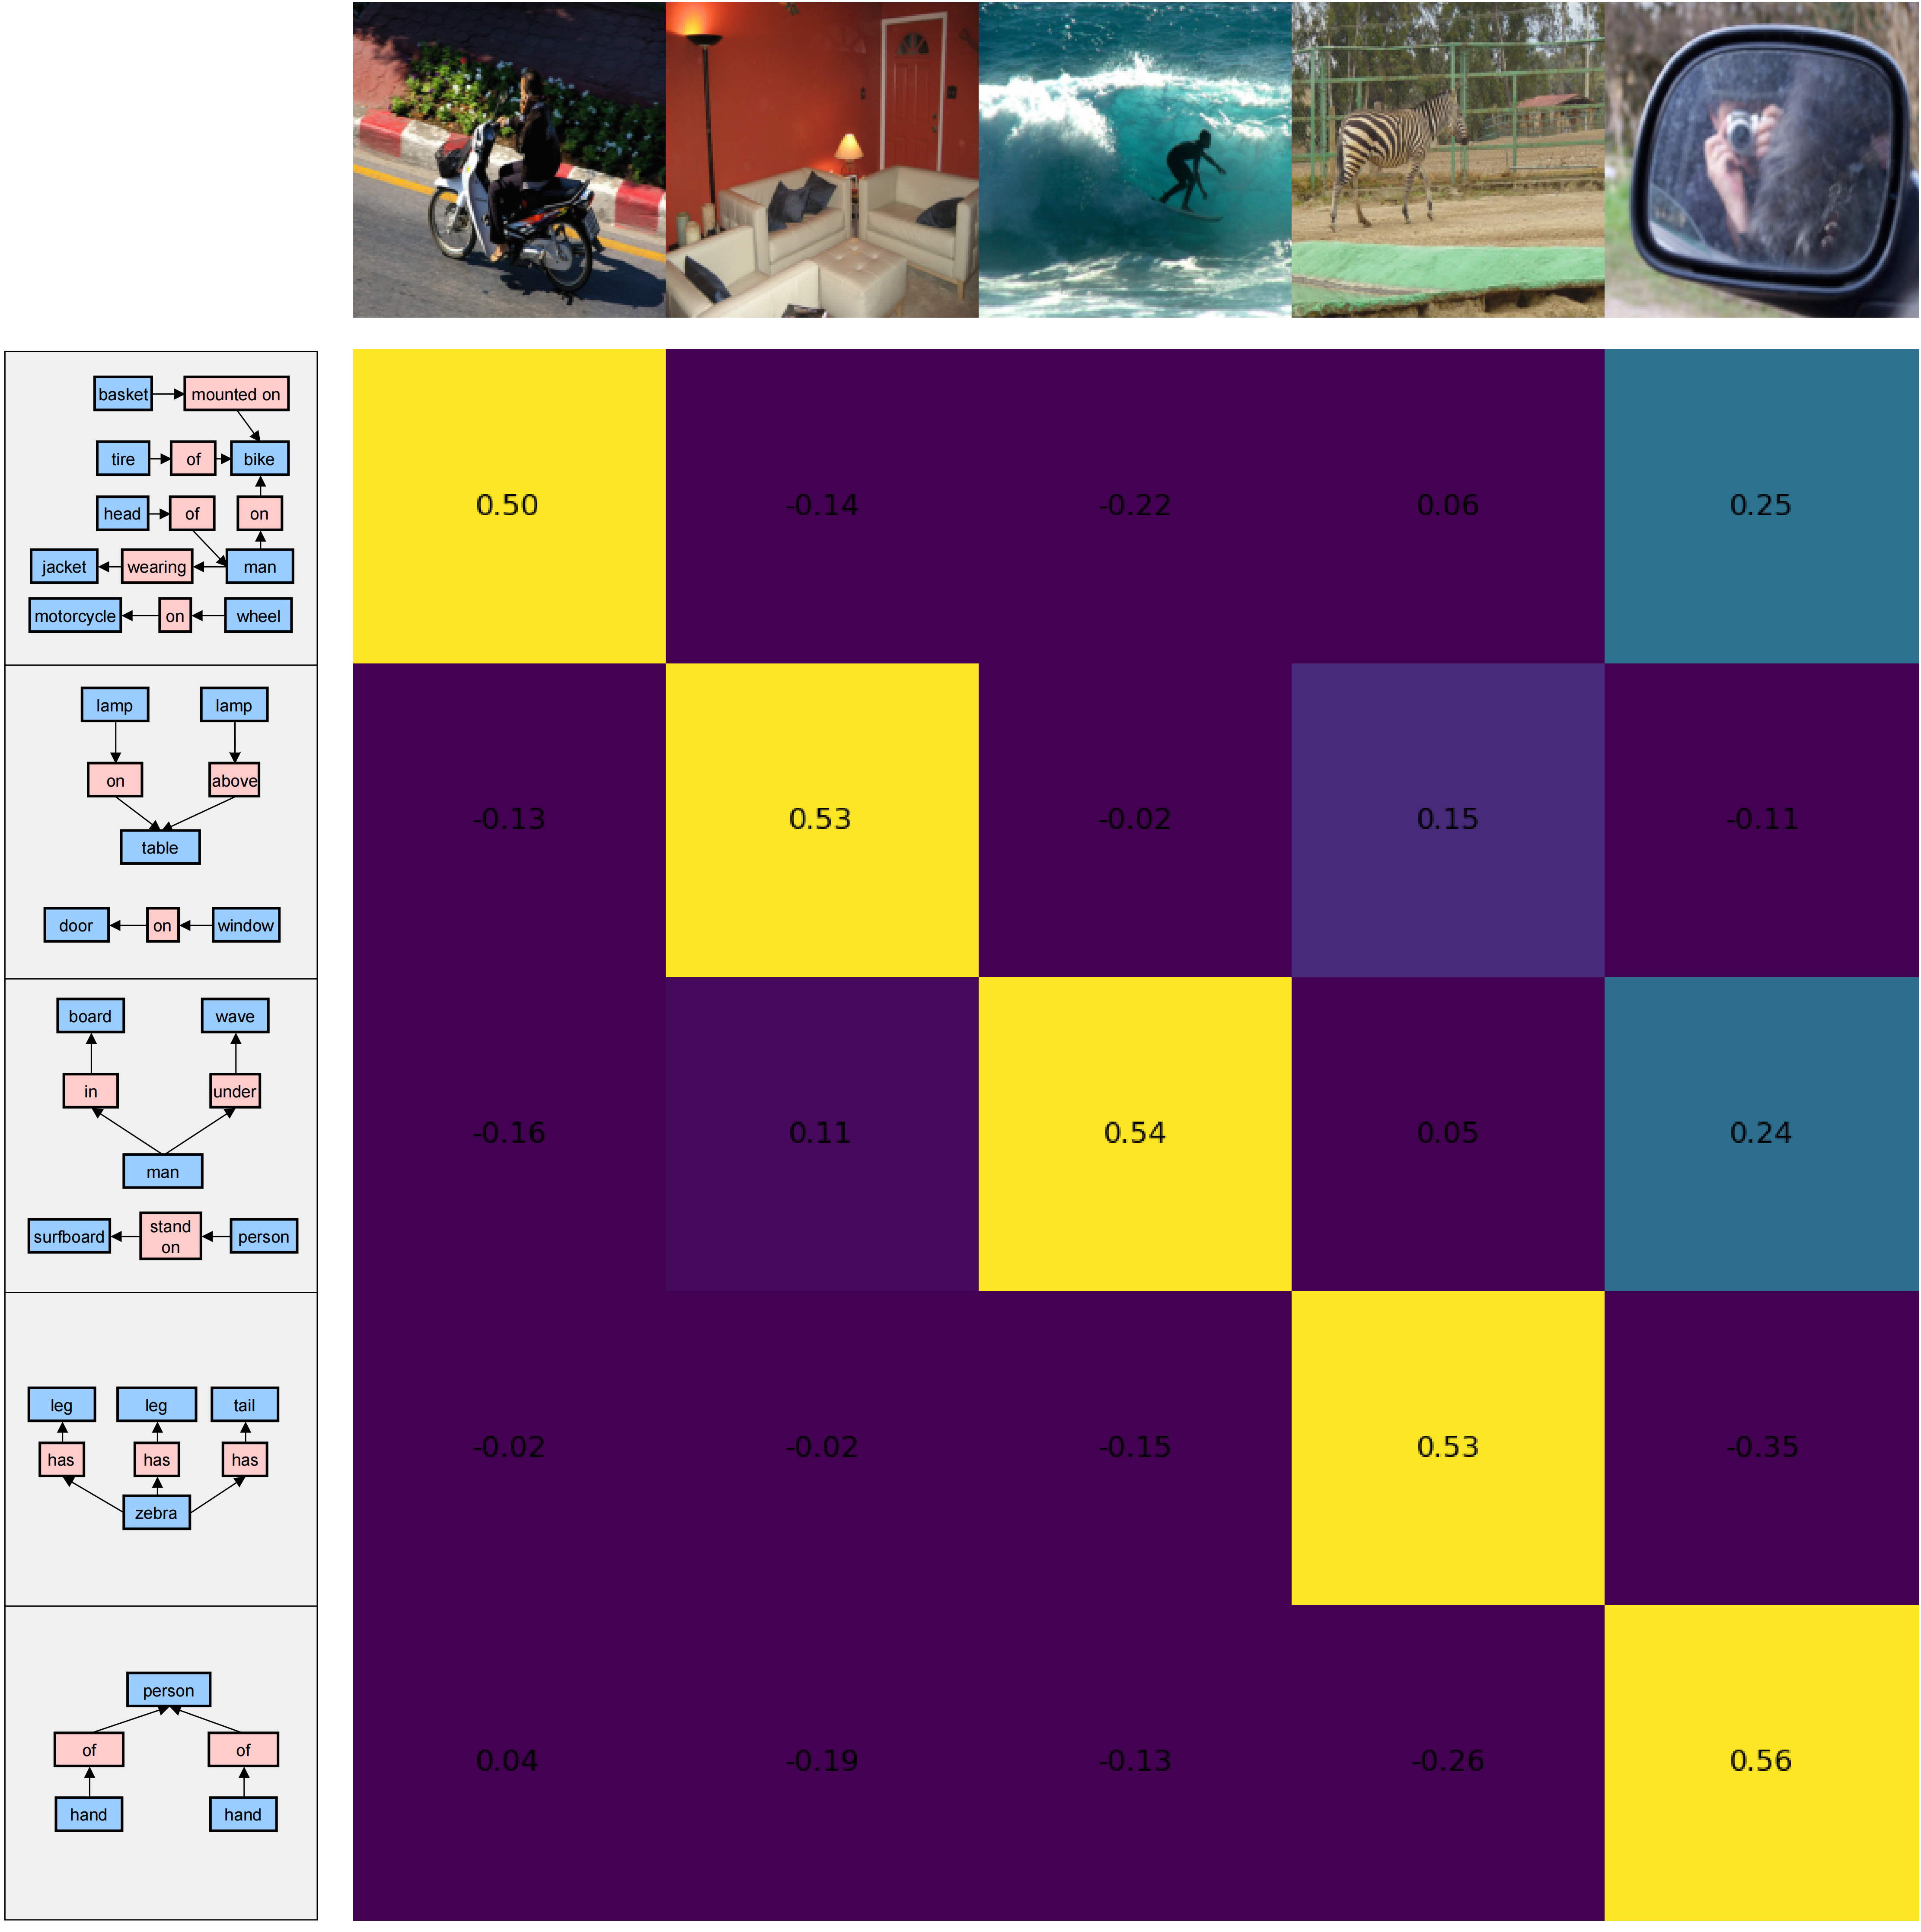 basket mounted on
tire of bike
head of on
jacket wearing man
motorcycle on wheel
0.50 -0.14 -0.22 0.06 0.25
lamp lamp
on above
table
door on window
-0.13 0.53 -0.02 0.15 -0.11
board wave
in under
man
surfboard stand on person
-0.16 0.11 0.54 0.05 0.24
leg leg tail
has has has
zebra
-0.02 -0.02 -0.15 0.53 -0.35
person
of of
hand hand
0.04 -0.19 -0.13 -0.26 0.56